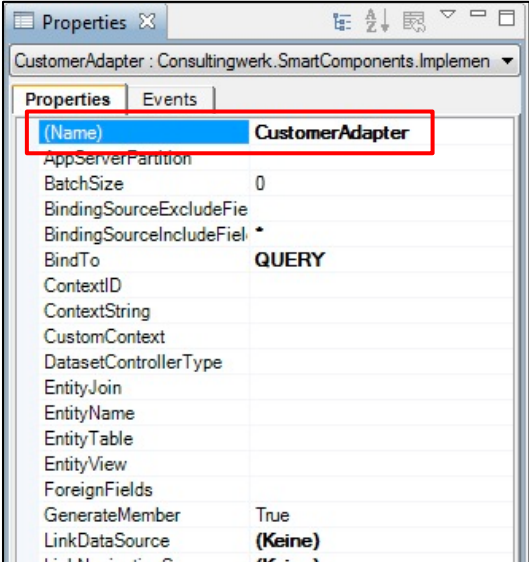 Properties
CustomerAdapter : Consultingwerk.SmartComponents.Implemen
Properties Events
(Name) CustomerAdapter
AppServerPartition
BatchSize 0
BindingSourceExcludeFie
BindingSourceIncludeFiel *
BindTo QUERY
ContextID
ContextString
CustomContext
DatasetControllerType
EntityJoin
EntityName
EntityTable
EntityView
ForeignFields
GenerateMember True
LinkDataSource (Keine)